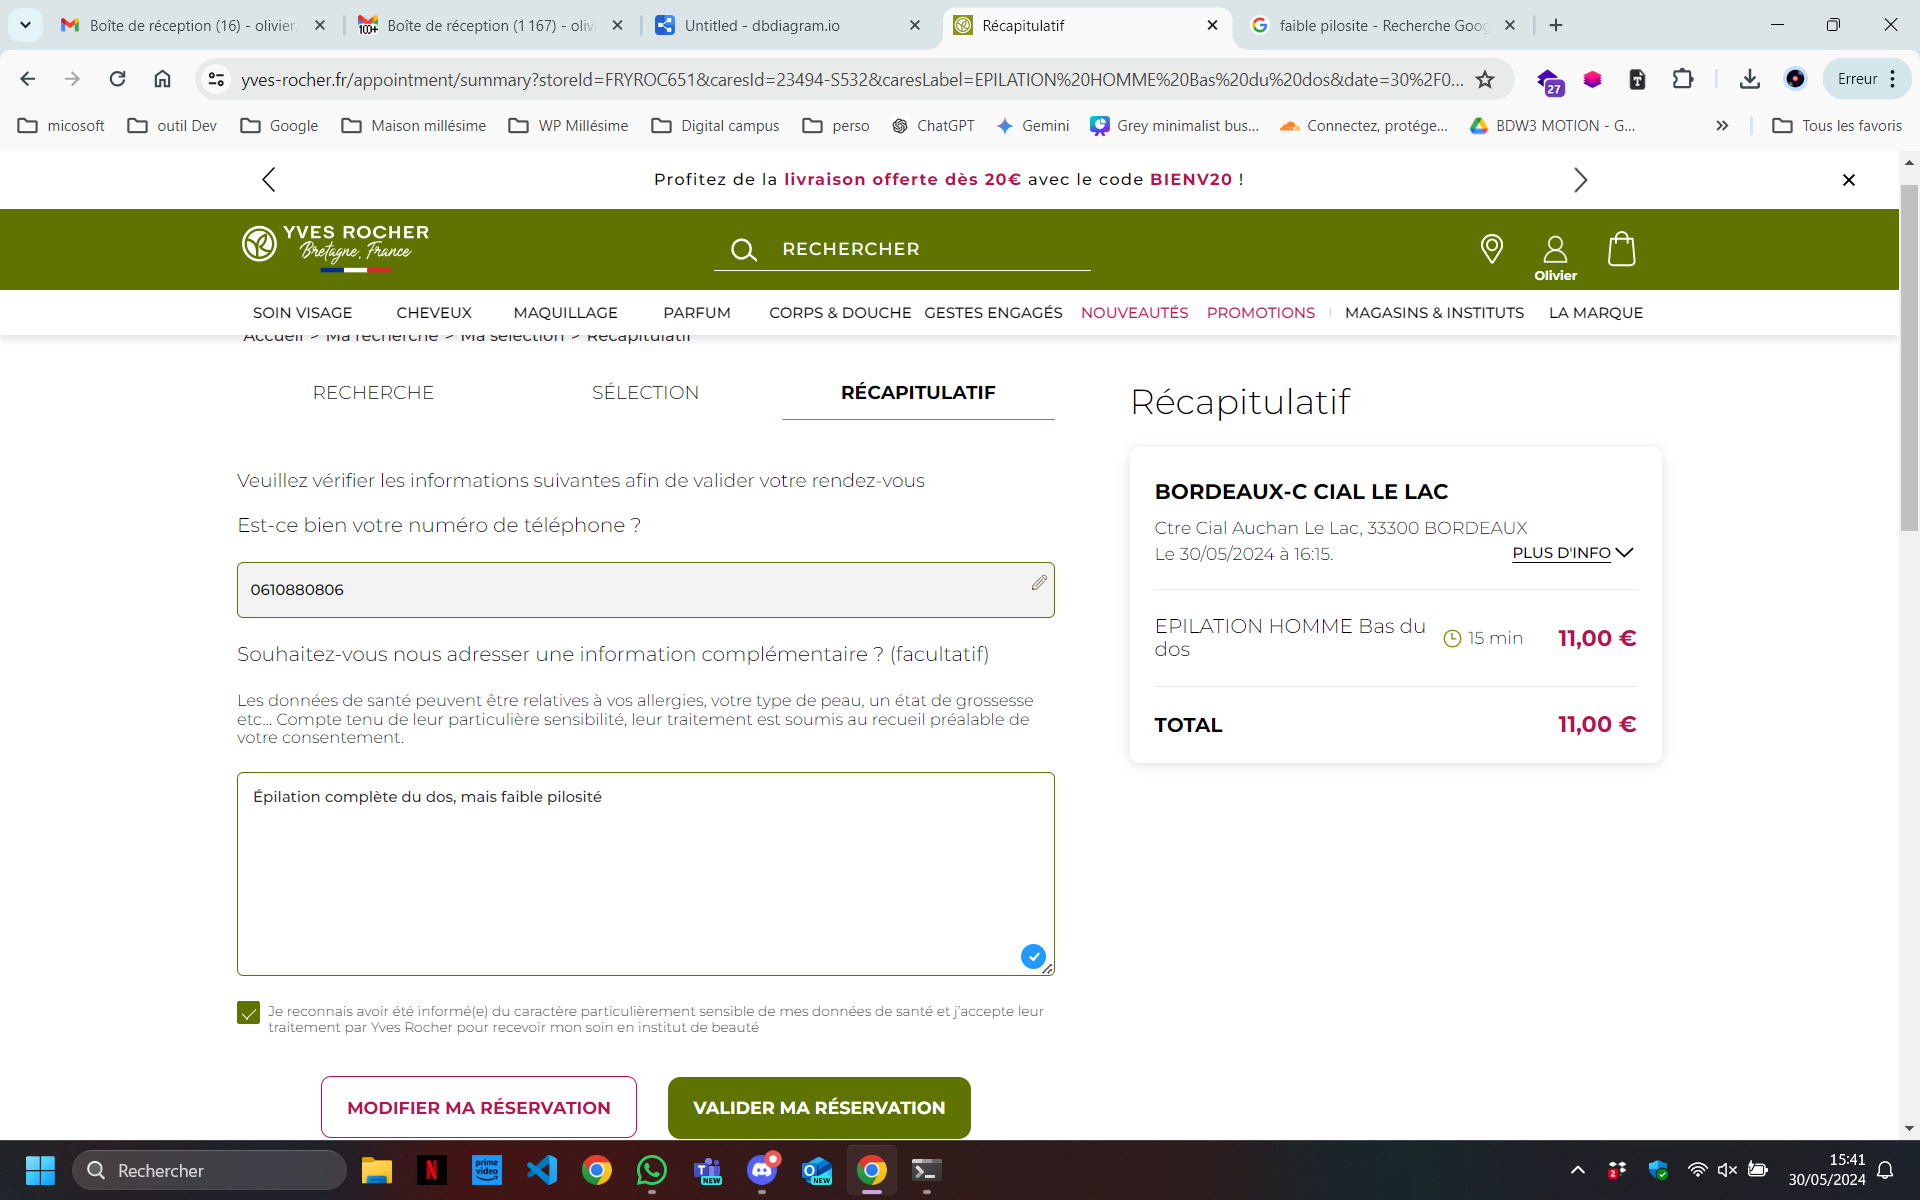 Boîte de réception (16) - olivier.
Boîte de réception (1 167) - oliv
Untitled - dbdiagram.io
Récapitulatif
faible pilosite - Recherche Goog
yves-rocher.fr/appointment/summary?storeId=FRYROC651&caresId=23494-S532&caresLabel=EPILATION%20HOMME%20Bas%20du%20dos&date=30%2F0...
27
Erreur
micosoft
outil Dev
Google
Maison millésime
WP Millésime
Digital campus
perso
ChatGPT
Gemini
Grey minimalist bus...
Connectez, protége...
BDW3 MOTION - G...
Tous les favoris
Profitez de la livraison offerte dès 20€ avec le code BIENV20 !
YVES ROCHER
Bretagne, France
RECHERCHER
Olivier
SOIN VISAGE
CHEVEUX
MAQUILLAGE
PARFUM
CORPS & DOUCHE
GESTES ENGAGÉS
NOUVEAUTÉS
PROMOTIONS
MAGASINS & INSTITUTS
LA MARQUE
Accueil > Ma recherche > Ma sélection > Récapitulatif
RECHERCHE
SÉLECTION
RÉCAPITULATIF
Veuillez vérifier les informations suivantes afin de valider votre rendez-vous
Est-ce bien votre numéro de téléphone ?
0610880806
Souhaitez-vous nous adresser une information complémentaire ? (facultatif)
Les données de santé peuvent être relatives à vos allergies, votre type de peau, un état de grossesse
etc... Compte tenu de leur particulière sensibilité, leur traitement est soumis au recueil préalable de
votre consentement.
Épilation complète du dos, mais faible pilosité
Je reconnais avoir été informé(e) du caractère particulièrement sensible de mes données de santé et j'accepte leur
traitement par Yves Rocher pour recevoir mon soin en institut de beauté
MODIFIER MA RÉSERVATION
VALIDER MA RÉSERVATION
Récapitulatif
BORDEAUX-C CIAL LE LAC
Ctre Cial Auchan Le Lac, 33300 BORDEAUX
Le 30/05/2024 à 16:15.
PLUS D'INFO
EPILATION HOMME Bas du
dos
15 min
11,00 €
TOTAL
11,00 €
Rechercher
15:41
30/05/2024